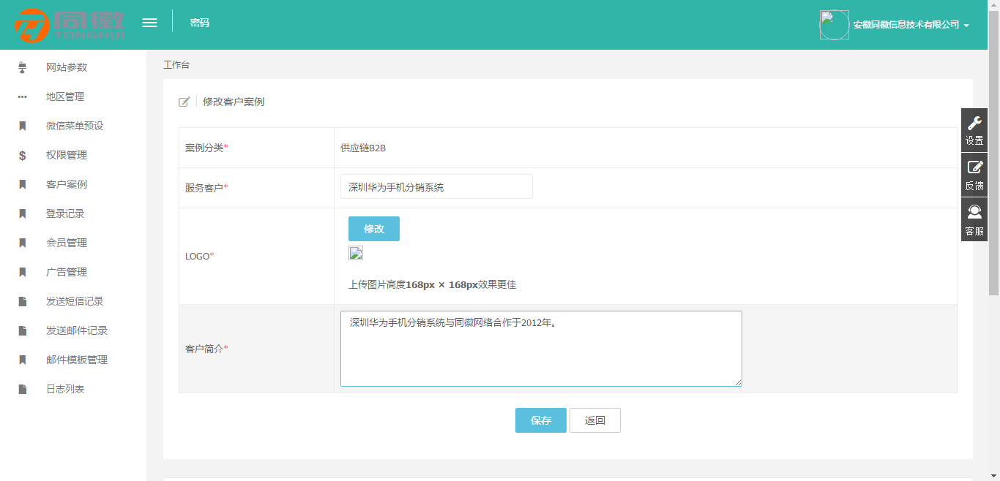 同徽
TONGHUI
密码
安徽同徽信息技术有限公司
网站参数
地区管理
微信菜单预设
权限管理
客户案例
登录记录
会员管理
广告管理
发送短信记录
发送邮件记录
邮件模板管理
日志列表
工作台
修改客户案例
案例分类*
供应链B2B
服务客户*
深圳华为手机分销系统
LOGO*
修改
上传图片高度168px × 168px效果更佳
客户简介*
深圳华为手机分销系统与同徽网络合作于2012年。
保存
返回
设置
反馈
客服